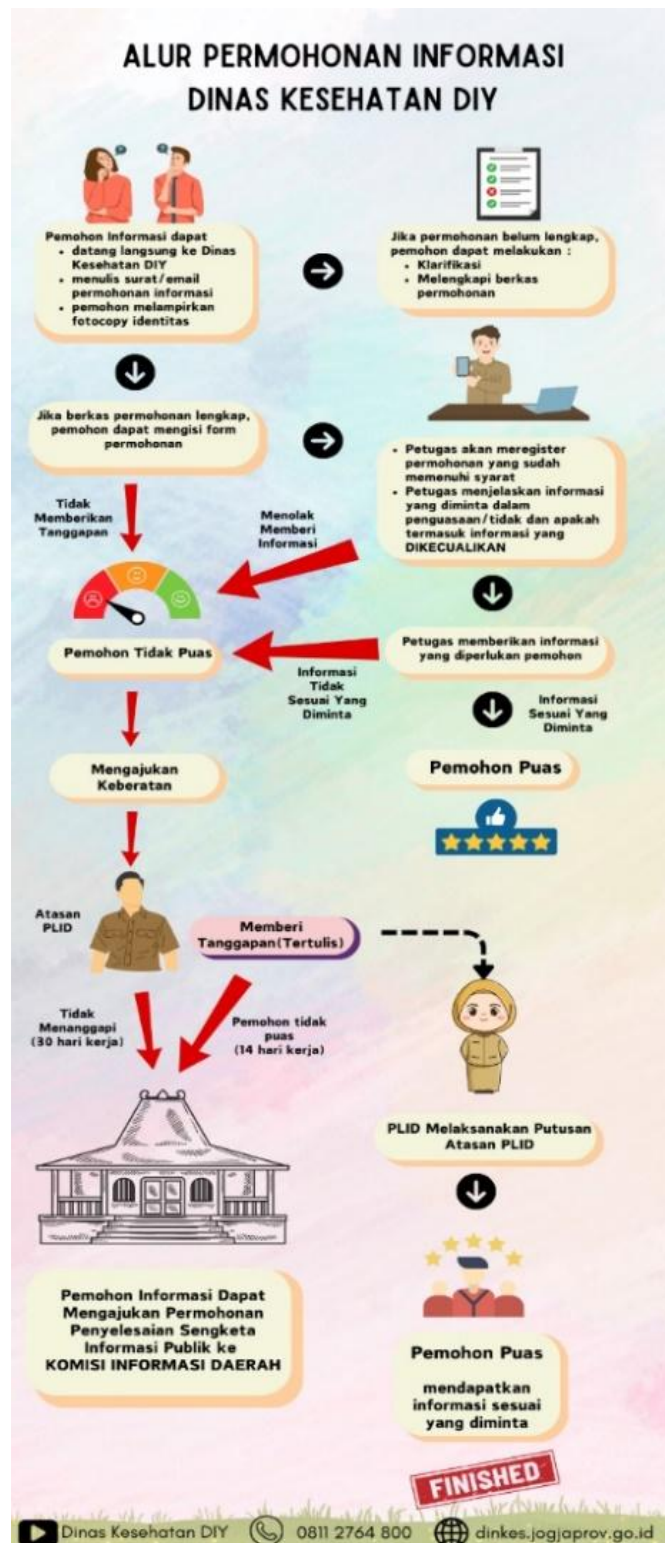 ALUR PERMOHONAN INFORMASI
DINAS KESEHATAN DIY
Pemohon Informasi dapat
• datang langsung ke Dinas
Kesehatan DIY
• menulis surat/email
permohonan informasi
• pemohon melampirkan
fotocopy identitas
Jika permohonan belum lengkap,
pemohon dapat melakukan :
• Klarifikasi
• Melengkapi berkas
permohonan
Jika berkas permohonan lengkap,
pemohon dapat mengisi form
permohonan
• Petugas akan meregister
permohonan yang sudah
memenuhi syarat
• Petugas menjelaskan informasi
yang diminta dalam
penguasaan/tidak dan apakah
termasuk informasi yang
DIKECUALIKAN
Tidak
Memberikan
Tanggapan
Menolak
Memberi
Informasi
Pemohon Tidak Puas
Petugas memberikan informasi
yang diperlukan pemohon
Informasi
Tidak
Sesuai Yang
Diminta
Informasi
Sesuai Yang
Diminta
Pemohon Puas
Mengajukan
Keberatan
Atasan
PLID
Memberi
Tanggapan(Tertulis)
Tidak
Menanggapi
(30 hari kerja)
Pemohon tidak
puas
(14 hari kerja)
PLID Melaksanakan Putusan
Atasan PLID
Pemohon Informasi Dapat
Mengajukan Permohonan
Penyelesaian Sengketa
Informasi Publik ke
KOMISI INFORMASI DAERAH
Pemohon Puas
mendapatkan
informasi sesuai
yang diminta
FINISHED
Dinas Kesehatan DIY
0811 2764 800
dinkes.jogjaprov.go.id